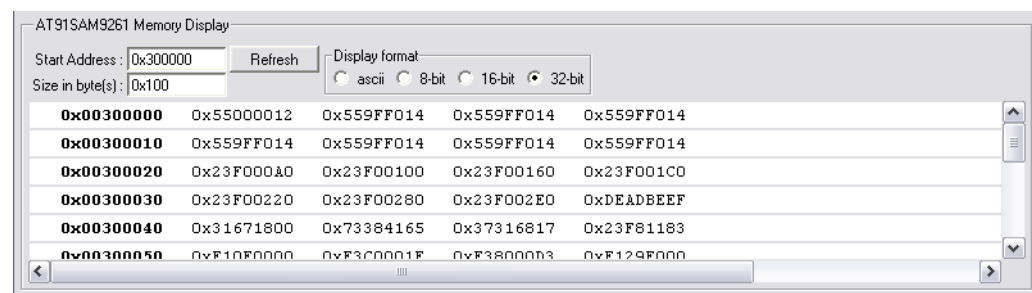 AT91SAM9261 Memory Display
Start Address : 0x300000 Refresh Display format
Size in byte(s) : 0x100 ascii 8-bit 16-bit 32-bit
0x00300000 0x55000012 0x559FF014 0x559FF014 0x559FF014
0x00300010 0x559FF014 0x559FF014 0x559FF014 0x559FF014
0x00300020 0x23F000A0 0x23F00100 0x23F00160 0x23F001C0
0x00300030 0x23F00220 0x23F00280 0x23F002E0 0xDEADBEEF
0x00300040 0x31671800 0x73384165 0x37316817 0x23F81183
0x00300050